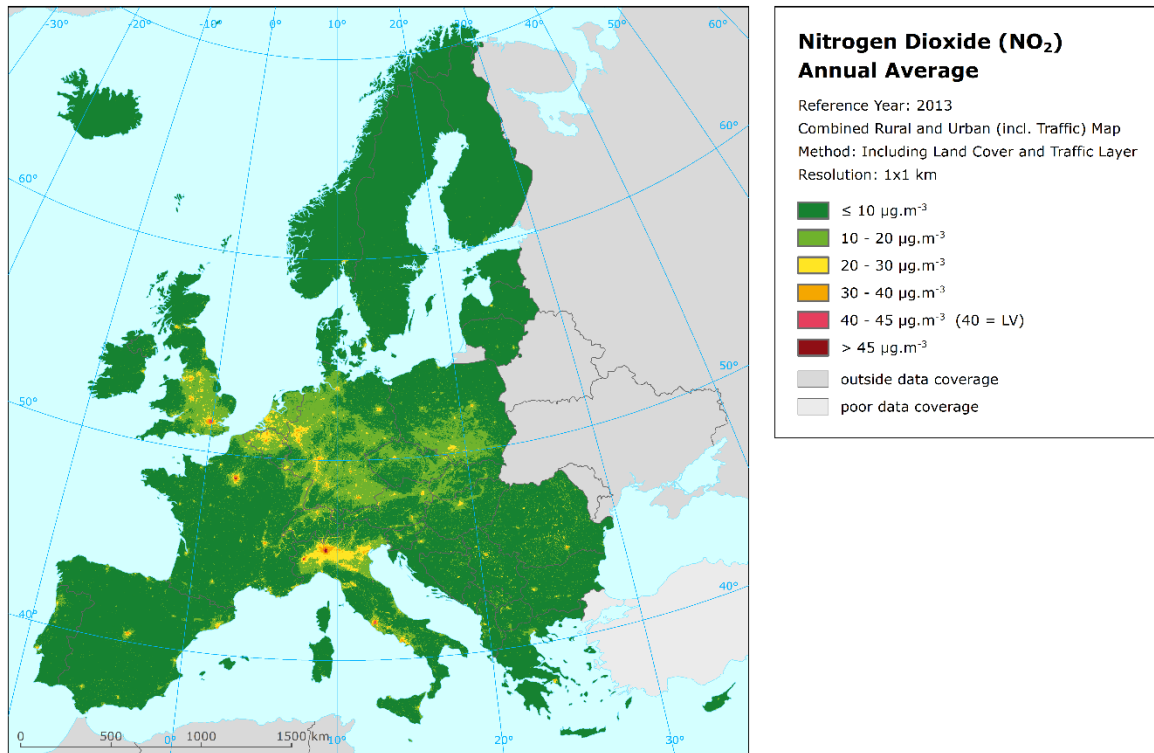 -30°
-20°
-10°
0°
10°
20°
30°
40°
50°
60°
60°
60°
50°
50°
40°
40°
0 500 1000 1500 km
0°
10°
20°
30°
Nitrogen Dioxide (NO₂)
Annual Average
Reference Year: 2013
Combined Rural and Urban (incl. Traffic) Map
Method: Including Land Cover and Traffic Layer
Resolution: 1x1 km
≤ 10 µg.m⁻³
10 - 20 µg.m⁻³
20 - 30 µg.m⁻³
30 - 40 µg.m⁻³
40 - 45 µg.m⁻³ (40 = LV)
> 45 µg.m⁻³
outside data coverage
poor data coverage